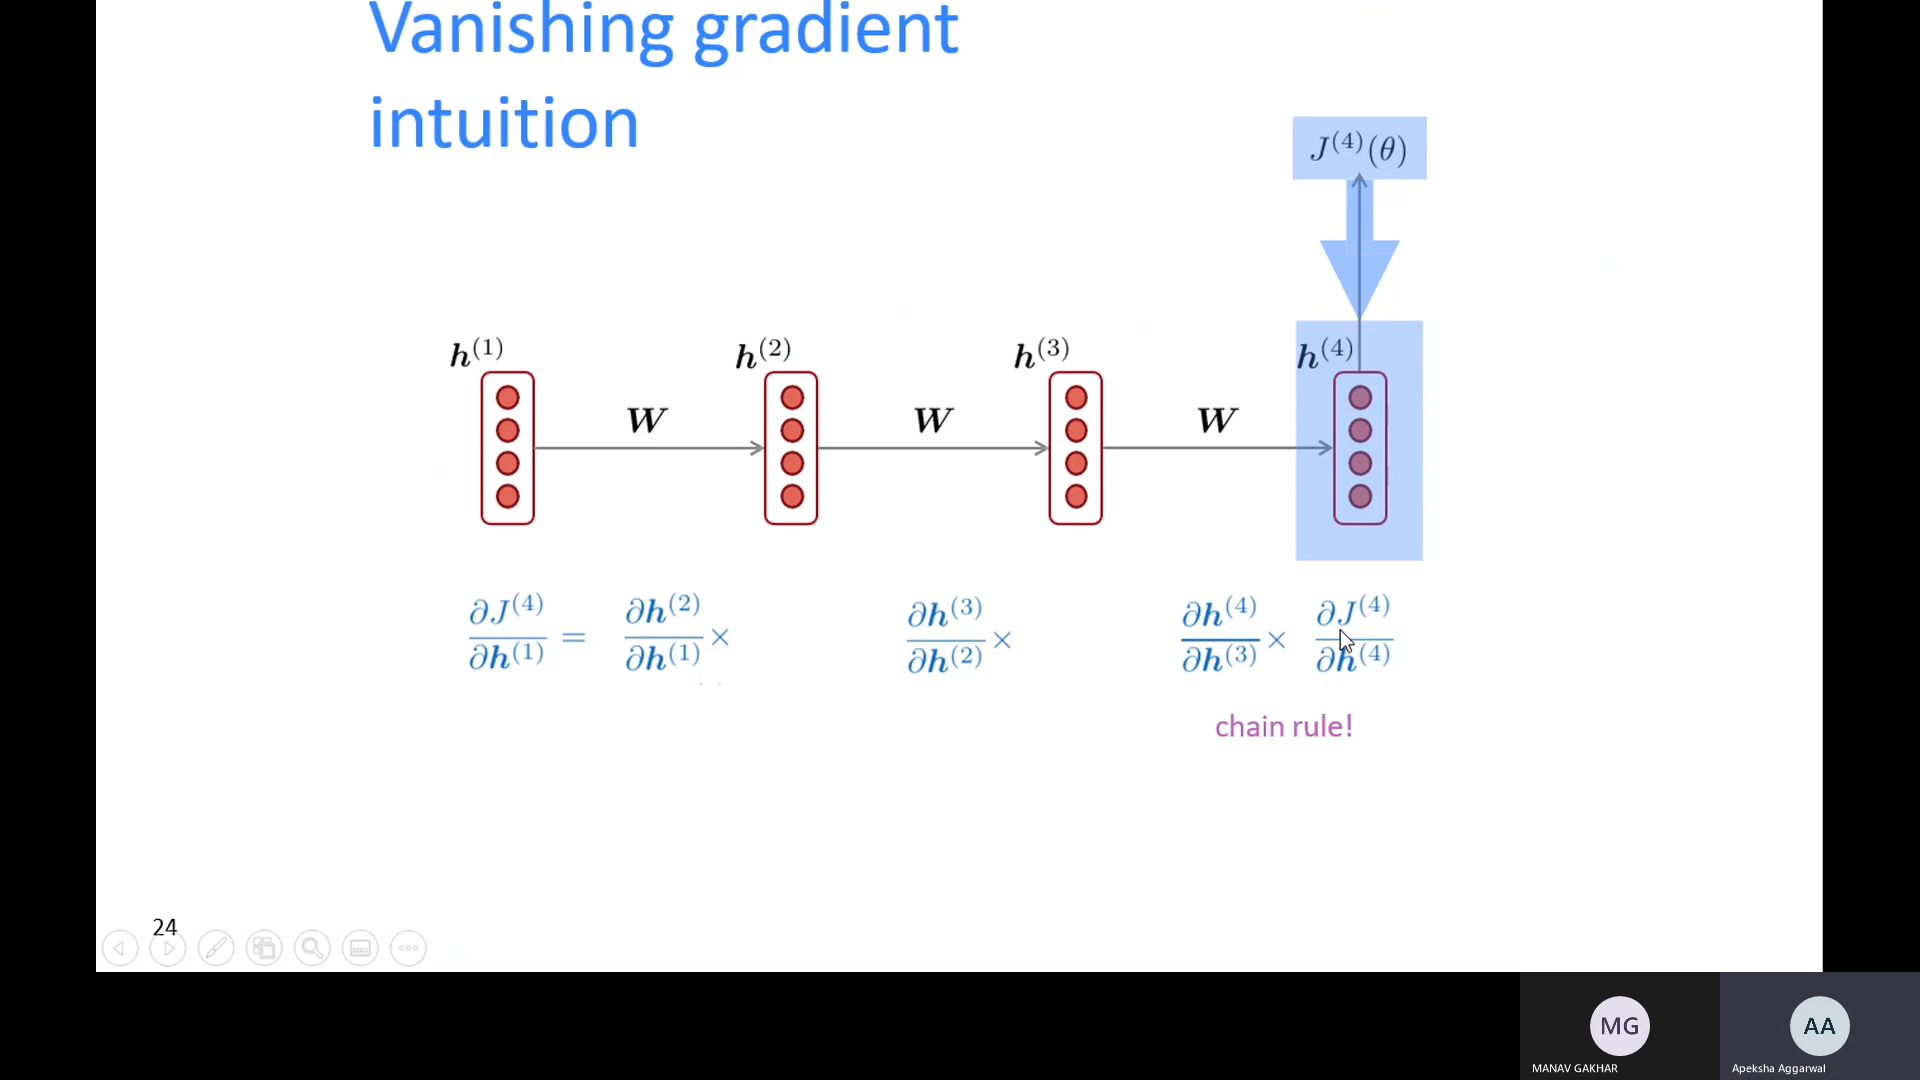 Vanishing gradient
intuition
J^{(4)}(θ)
h^{(1)} h^{(2)} h^{(3)} h^{(4)}
W W W
∂J^{(4)}/∂h^{(1)} = ∂h^{(2)}/∂h^{(1)} × ∂h^{(3)}/∂h^{(2)} × ∂h^{(4)}/∂h^{(3)} × ∂J^{(4)}/∂h^{(4)}
chain rule!
24
MG AA
MANAV GAKHAR Apeksha Aggarwal